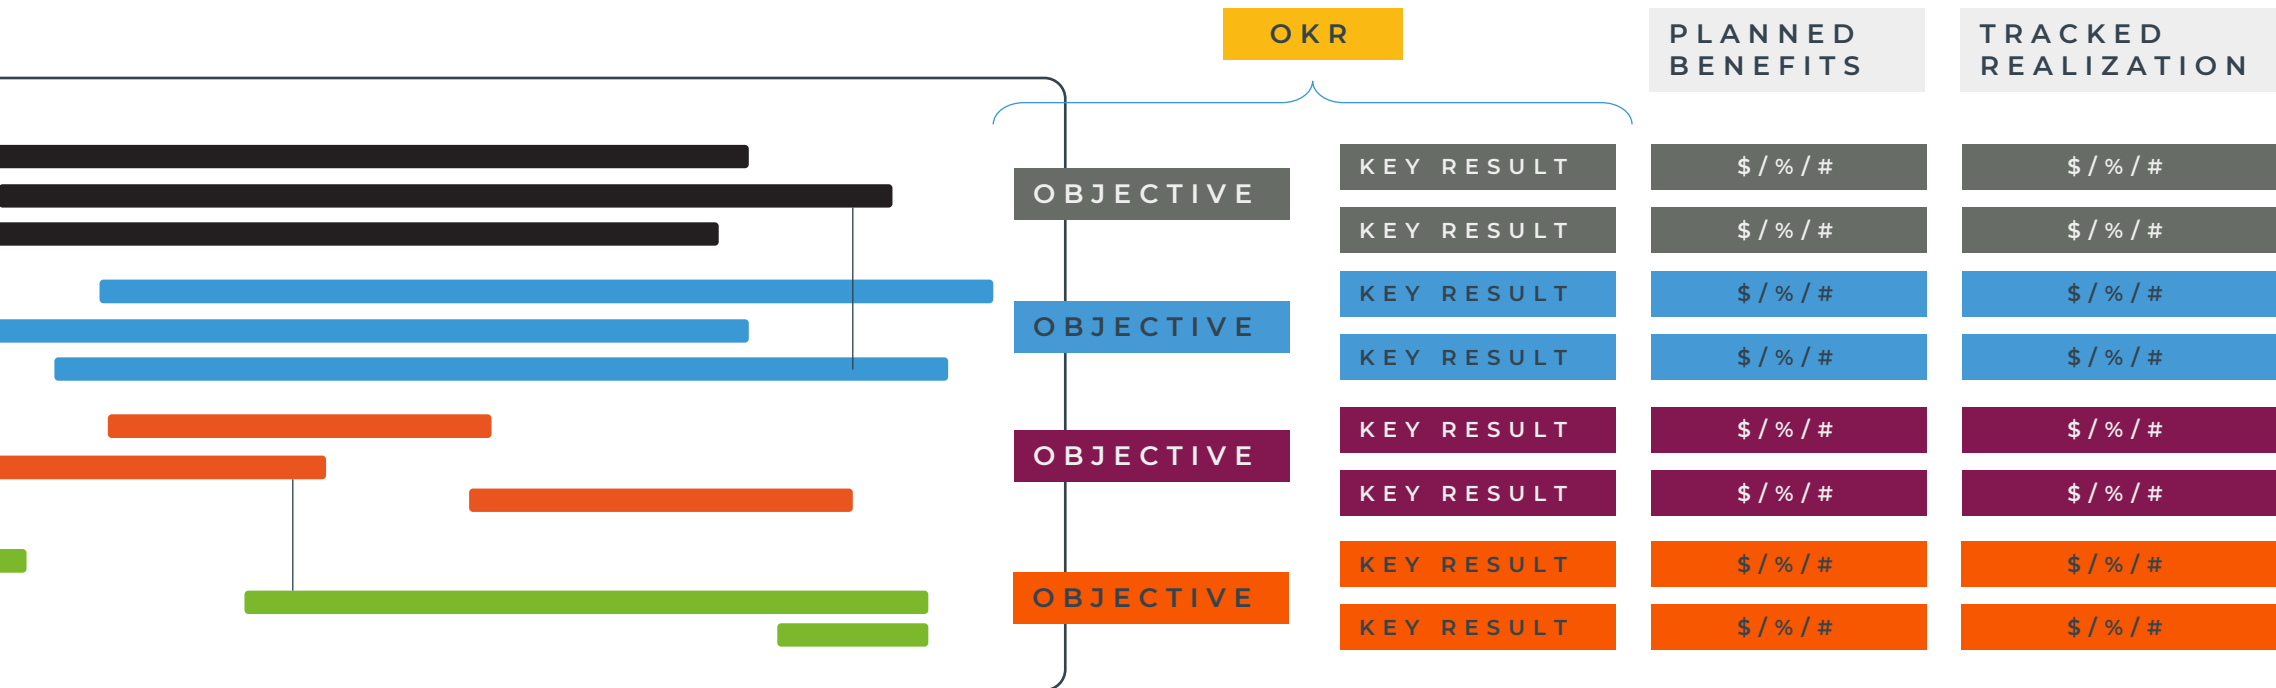 OKR
PLANNED
BENEFITS
TRACKED
REALIZATION
OBJECTIVE
KEY RESULT
$/%/#
$/%/#
KEY RESULT
$/%/#
$/%/#
OBJECTIVE
KEY RESULT
$/%/#
$/%/#
KEY RESULT
$/%/#
$/%/#
OBJECTIVE
KEY RESULT
$/%/#
$/%/#
KEY RESULT
$/%/#
$/%/#
OBJECTIVE
KEY RESULT
$/%/#
$/%/#
KEY RESULT
$/%/#
$/%/#